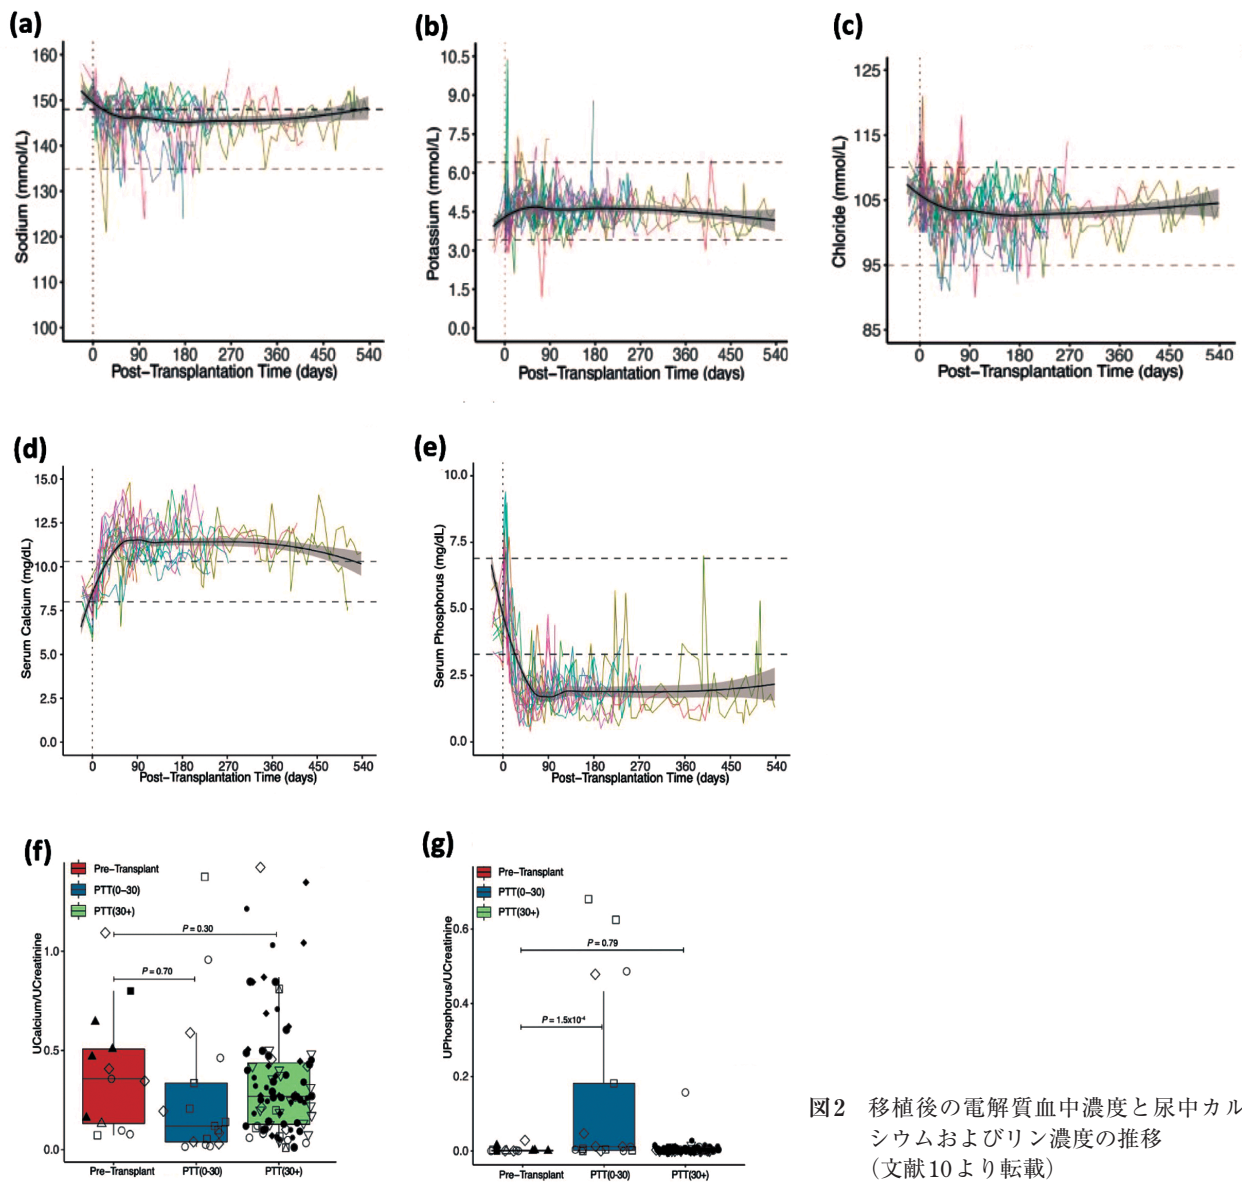 (a)
160
150
140
130
120
110
100
Sodium (mmol/L)
0 90 180 270 360 450 540
Post-Transplantation Time (days)
(b)
10.5
9.0
7.5
6.0
4.5
3.0
1.5
0.0
Potassium (mmol/L)
0 90 180 270 360 450 540
Post-Transplantation Time (days)
(c)
125
115
105
95
85
Chloride (mmol/L)
0 90 180 270 360 450 540
Post-Transplantation Time (days)
(d)
15.0
12.5
10.0
7.5
5.0
2.5
0.0
Serum Calcium (mg/dL)
0 90 180 270 360 450 540
Post-Transplantation Time (days)
(e)
10.0
7.5
5.0
2.5
0.0
Serum Phosphorus (mg/dL)
0 90 180 270 360 450 540
Post-Transplantation Time (days)
(f)
Pre-Transplant
PTT(0-30)
PTT(30+)
P = 0.30
P = 0.70
1.0
0.5
0.0
UCalcium/UCreatinine
Pre-Transplant PTT(0-30) PTT(30+)
(g)
Pre-Transplant
PTT(0-30)
PTT(30+)
P = 0.79
P = 1.5x10⁻⁴
0.6
0.4
0.2
0.0
UPhosphorus/UCreatinine
Pre-Transplant PTT(0-30) PTT(30+)
図2 移植後の電解質血中濃度と尿中カル
シウムおよびリン濃度の推移
(文献10より転載)